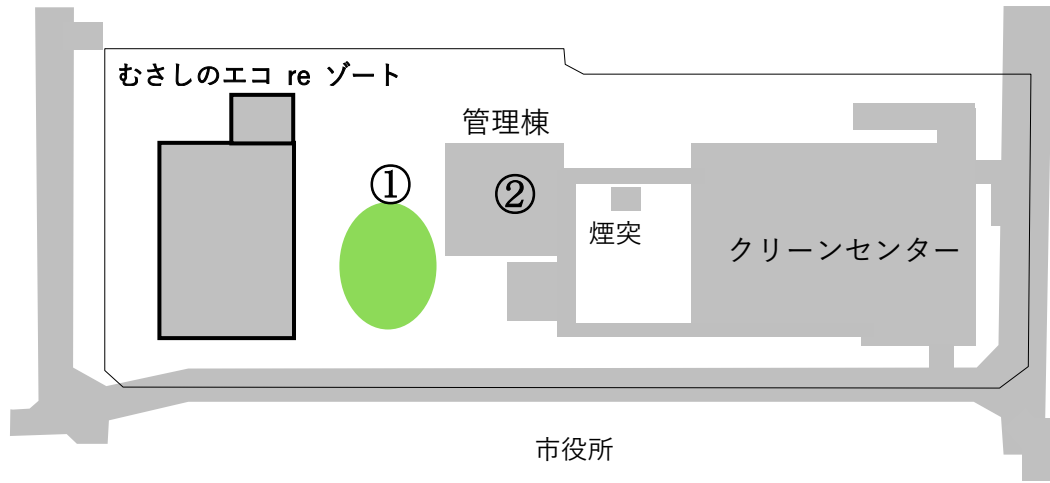 むさしのエコ re ゾート
管理棟
①
②
煙突
クリーンセンター
市役所